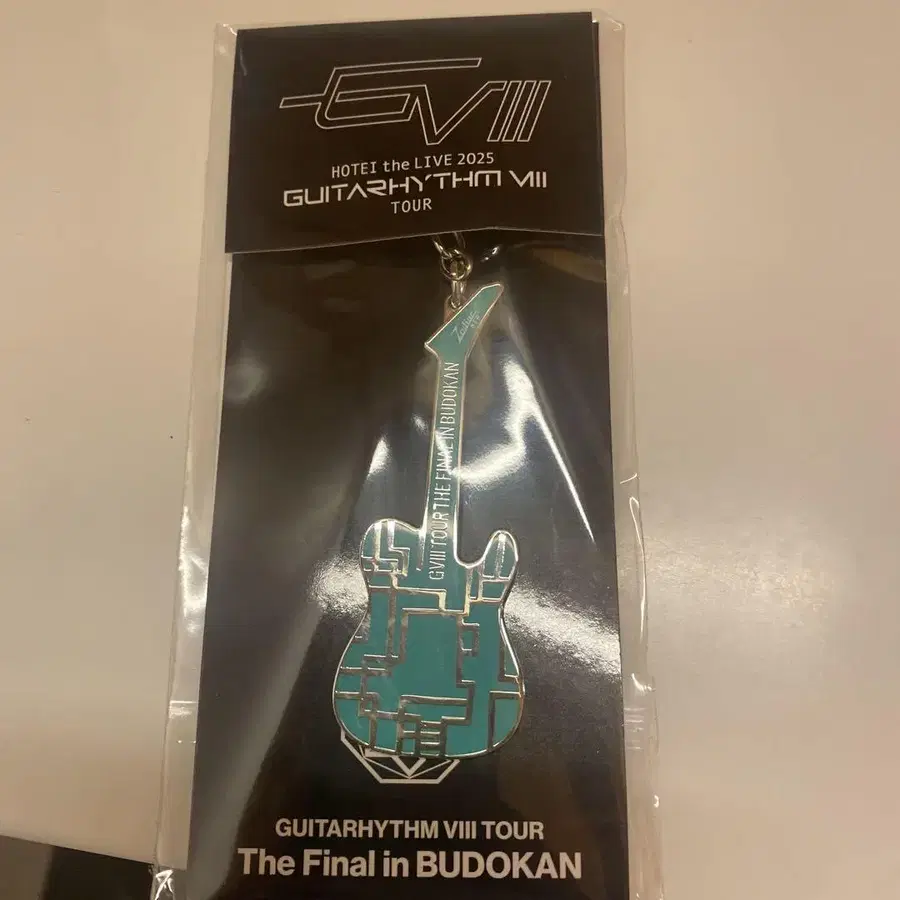 GVIII
HOTEI the LIVE 2025
GUITARHYTHM VIII
TOUR
Zodiac
GVIII TOUR THE FINAL IN BUDOKAN
GUITARHYTHM VIII TOUR
The Final in BUDOKAN